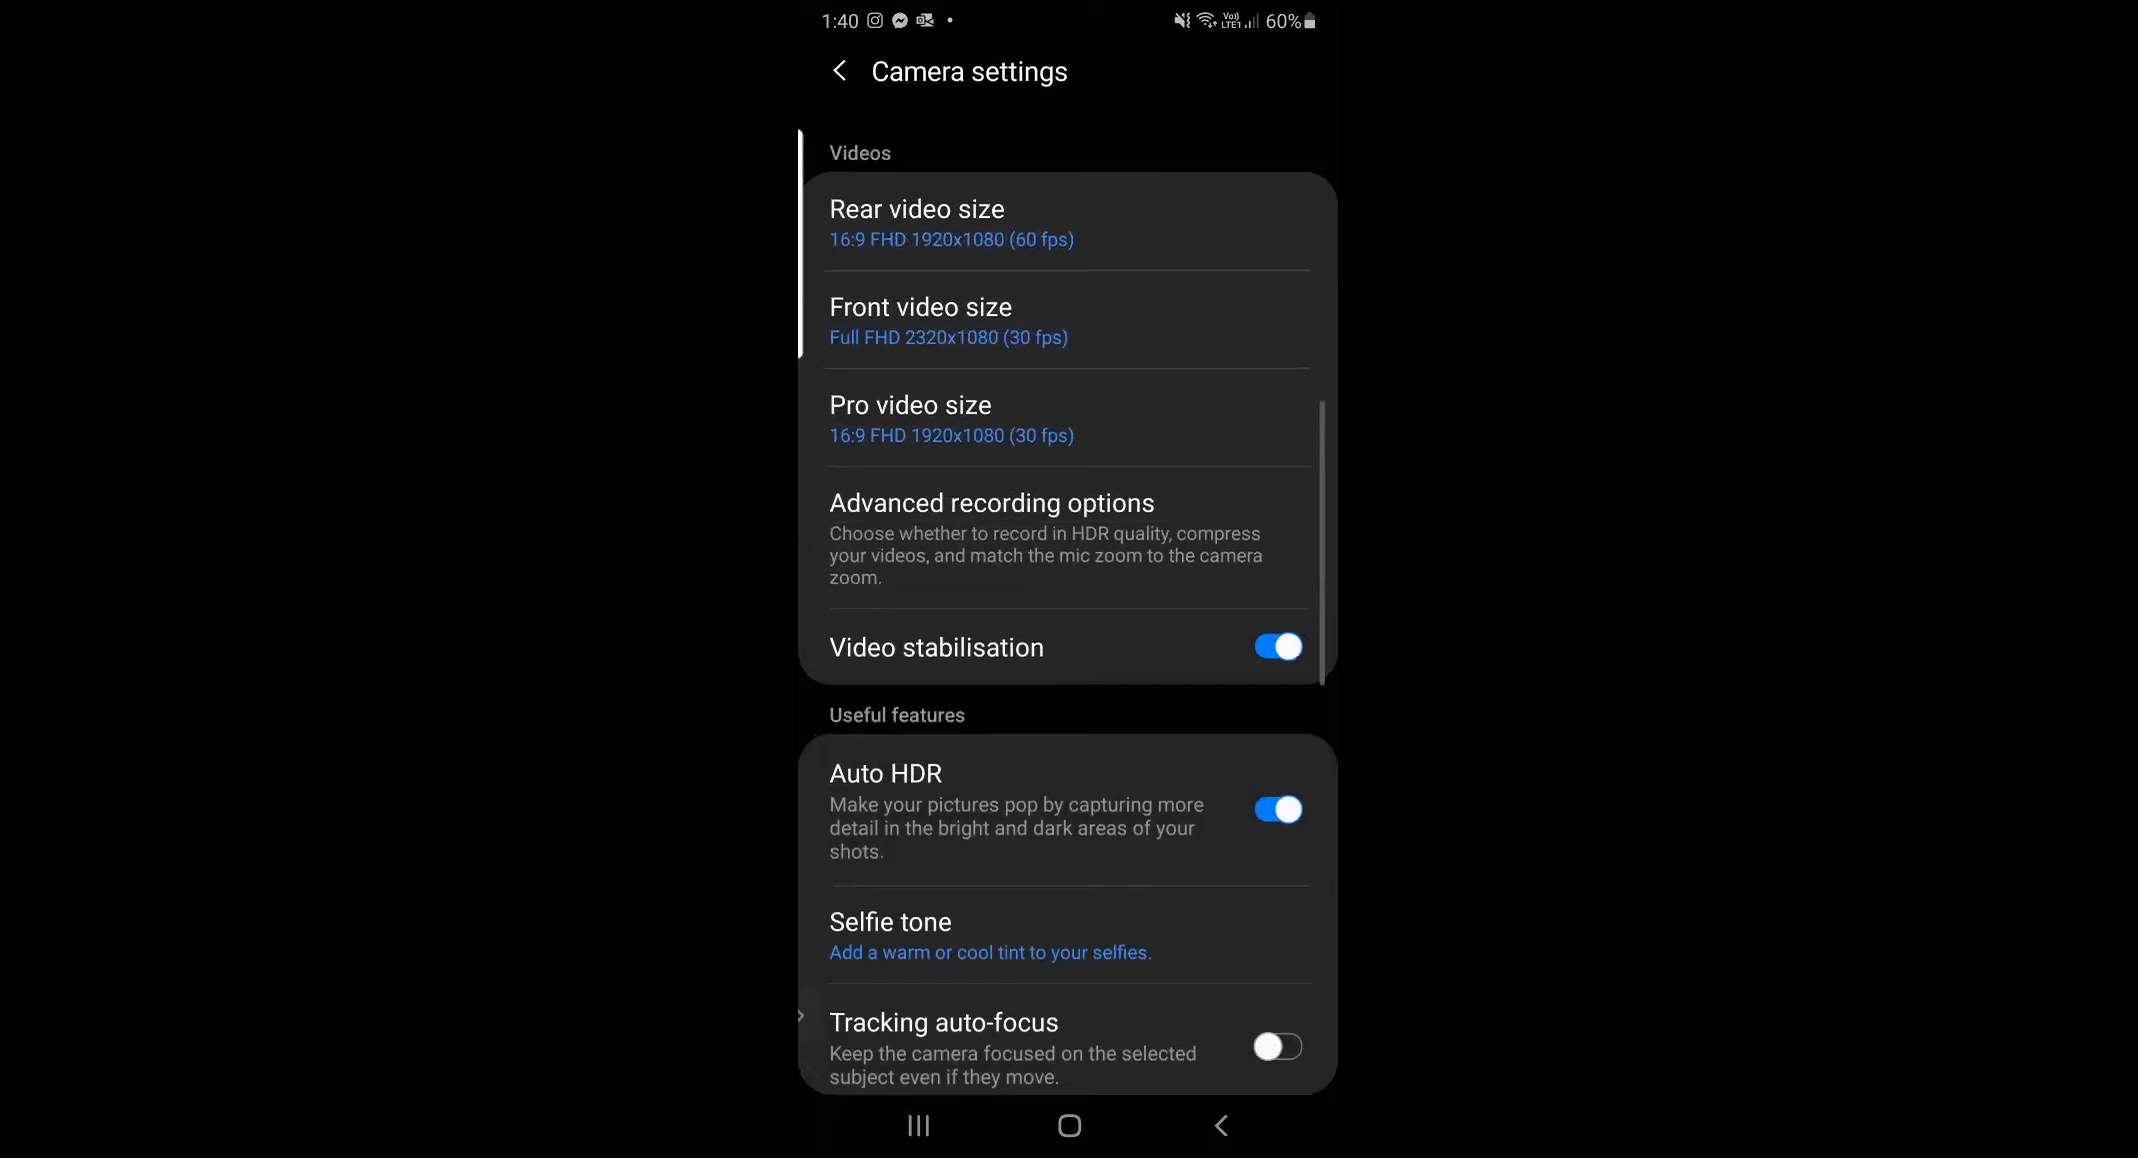 1:40
Vo)) LTE1 60%
Camera settings
Videos
Rear video size
16:9 FHD 1920x1080 (60 fps)
Front video size
Full FHD 2320x1080 (30 fps)
Pro video size
16:9 FHD 1920x1080 (30 fps)
Advanced recording options
Choose whether to record in HDR quality, compress
your videos, and match the mic zoom to the camera
zoom.
Video stabilisation
Useful features
Auto HDR
Make your pictures pop by capturing more
detail in the bright and dark areas of your
shots.
Selfie tone
Add a warm or cool tint to your selfies.
Tracking auto-focus
Keep the camera focused on the selected
subject even if they move.